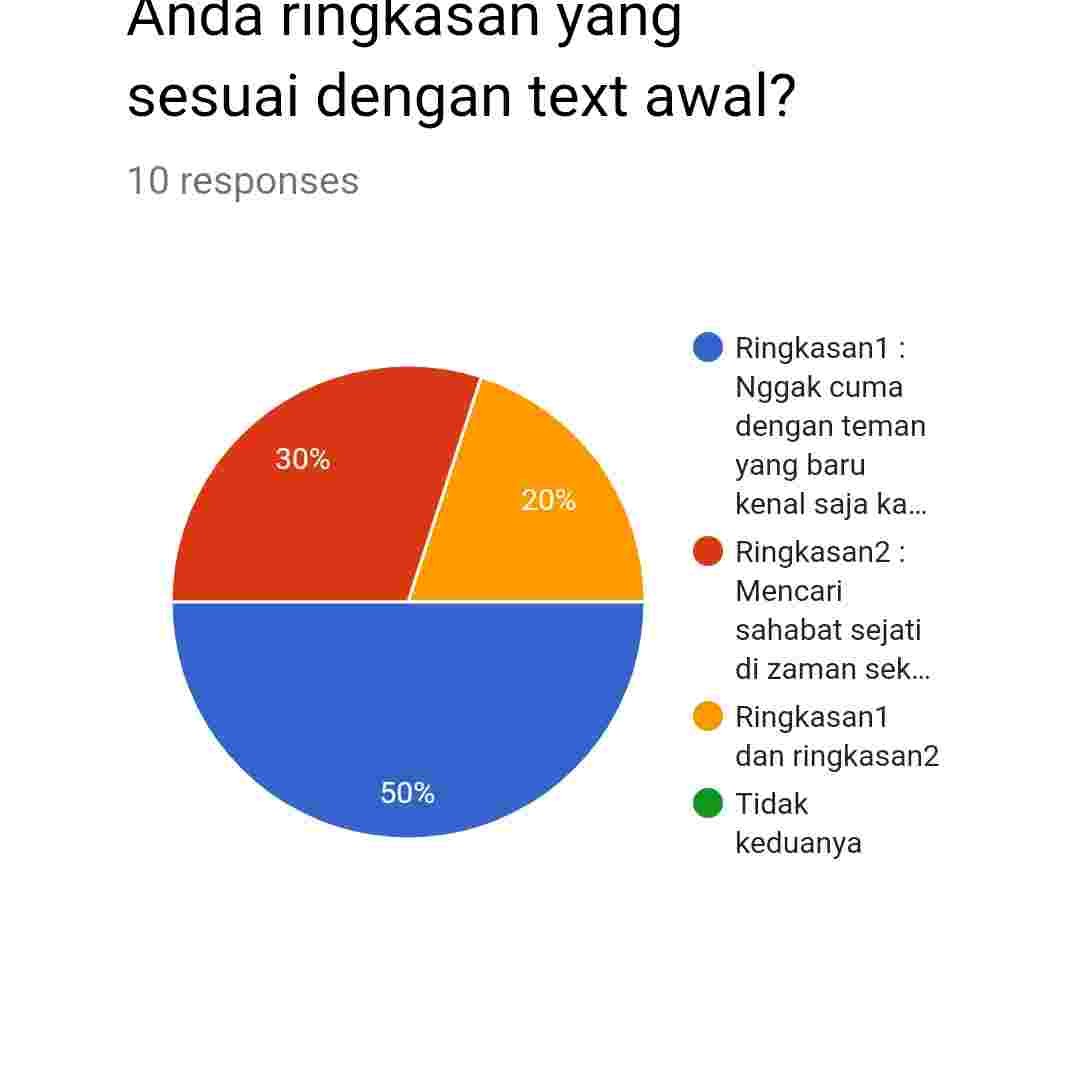 Anda ringkasan yang
sesuai dengan text awal?
10 responses
30%
20%
50%
Ringkasan1 :
Nggak cuma
dengan teman
yang baru
kenal saja ka...
Ringkasan2 :
Mencari
sahabat sejati
di zaman sek...
Ringkasan1
dan ringkasan2
Tidak
keduanya